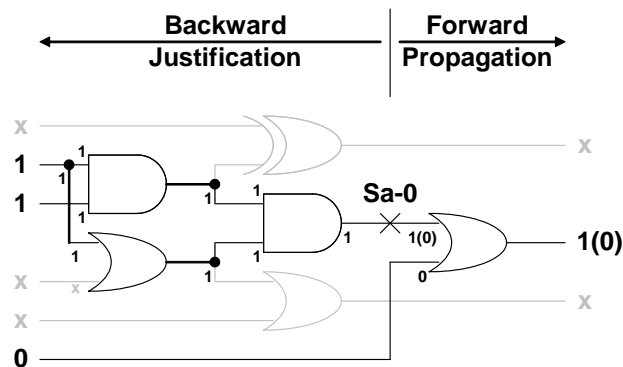 Backward Forward
Justification Propagation
x
x
1 1
1
1 1
1 1 Sa-0
1 1(0) 1(0)
1 1 1 0
x x
x
x
0